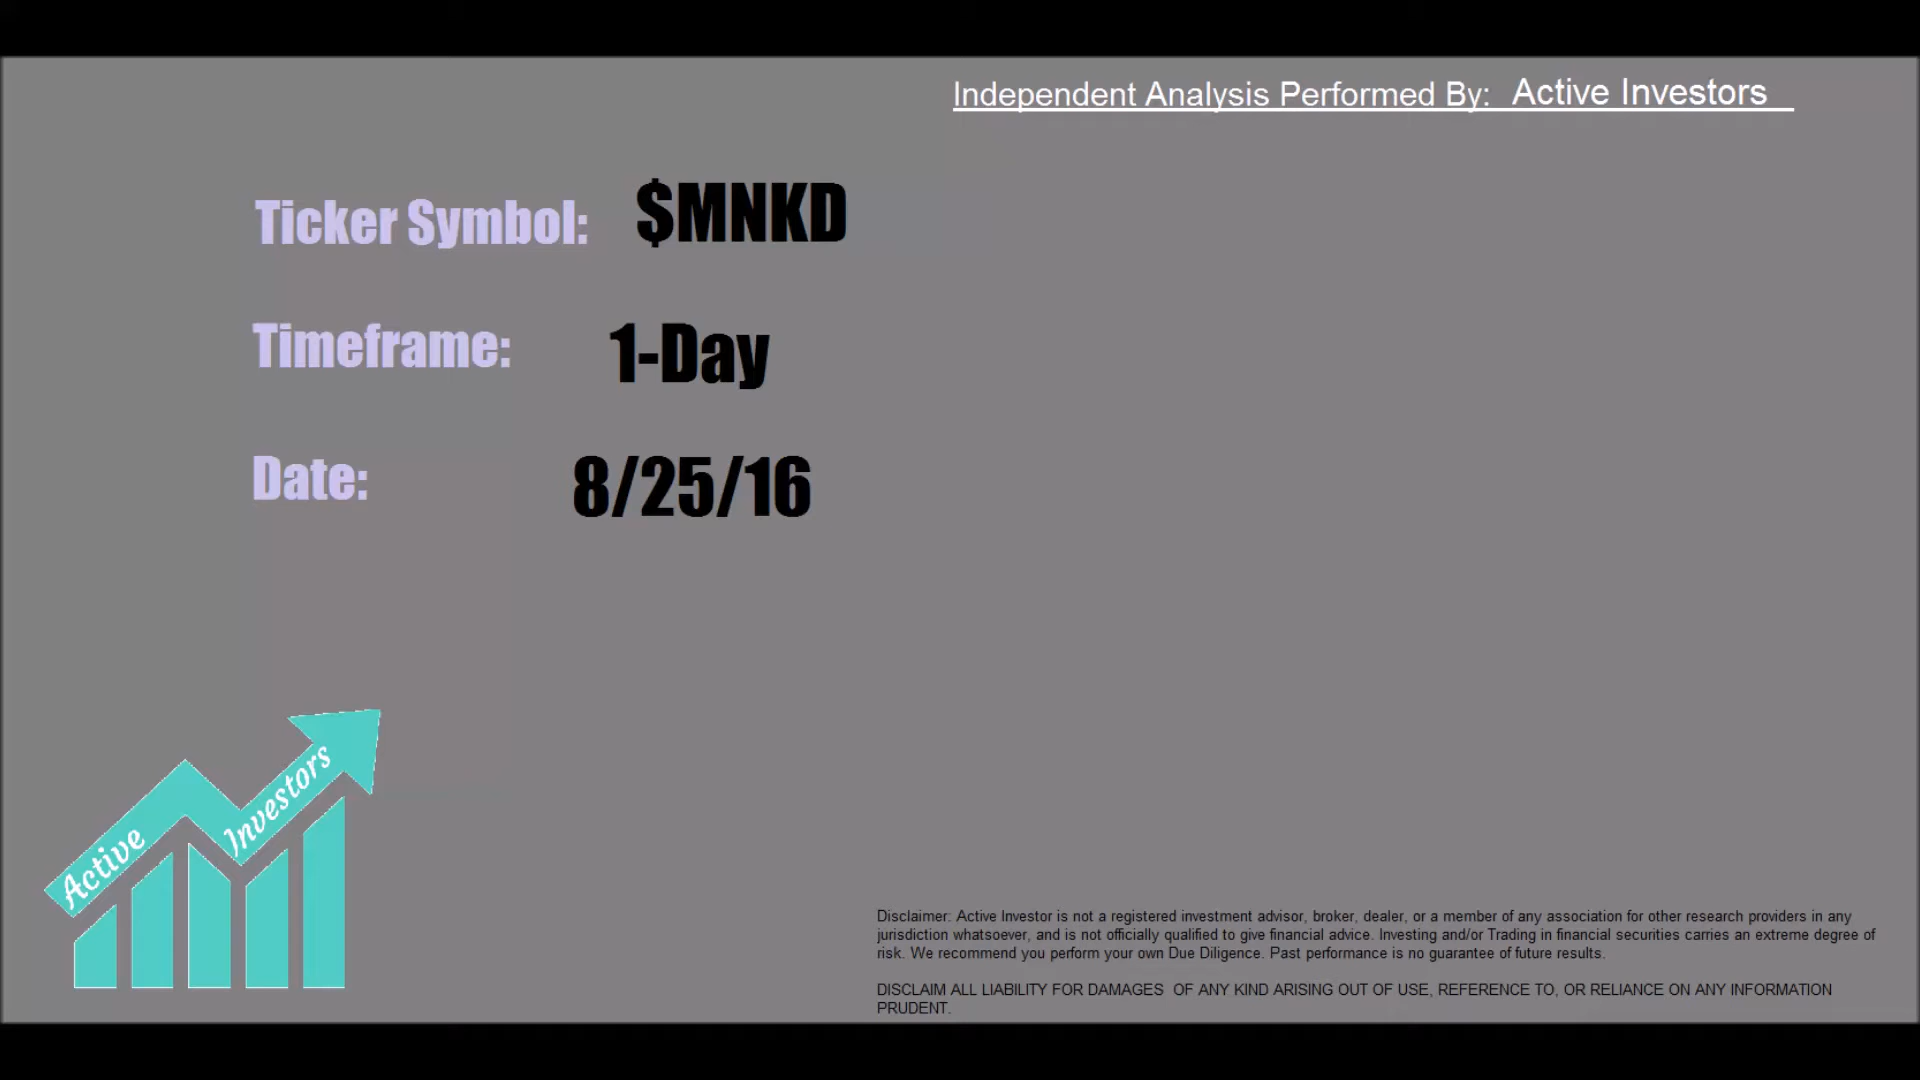 Independent Analysis Performed By: Active Investors
Ticker Symbol: $MNKD
Timeframe: 1-Day
Date: 8/25/16
Active Investors
Disclaimer: Active Investor is not a registered investment advisor, broker, dealer, or a member of any association for other research providers in any
jurisdiction whatsoever, and is not officially qualified to give financial advice. Investing and/or Trading in financial securities carries an extreme degree of
risk. We recommend you perform your own Due Diligence. Past performance is no guarantee of future results.
DISCLAIM ALL LIABILITY FOR DAMAGES OF ANY KIND ARISING OUT OF USE, REFERENCE TO, OR RELIANCE ON ANY INFORMATION
PRUDENT.